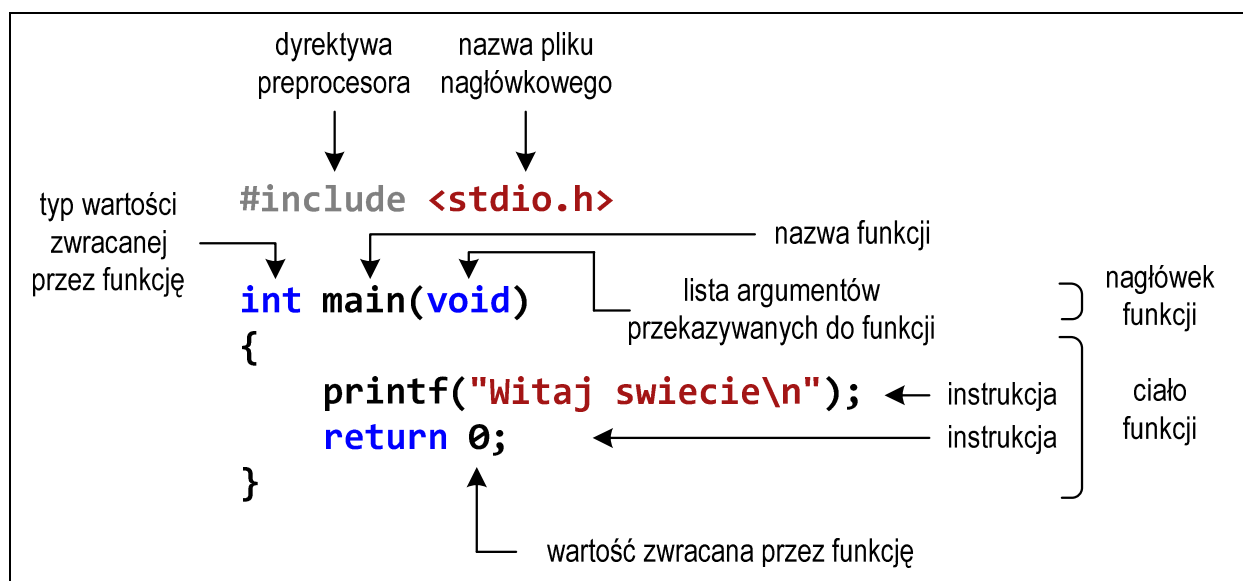 dyrektywa
preprocesora
nazwa pliku
nagłówkowego
#include <stdio.h>
typ wartości
zwracanej
przez funkcję
nazwa funkcji
int main(void)
lista argumentów
przekazywanych do funkcji
nagłówek
funkcji
{
printf("Witaj swiecie\n");
instrukcja
return 0;
instrukcja
ciało
funkcji
}
wartość zwracana przez funkcję